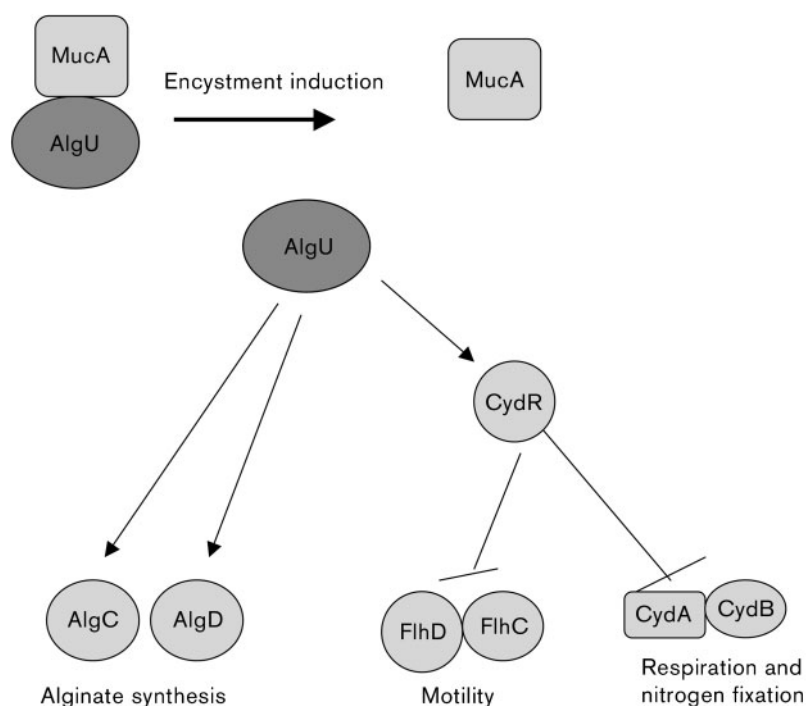 MucA
Encystment induction
MucA
AlgU
AlgU
CydR
AlgC
AlgD
FlhD
FlhC
CydA
CydB
Alginate synthesis
Motility
Respiration and
nitrogen fixation